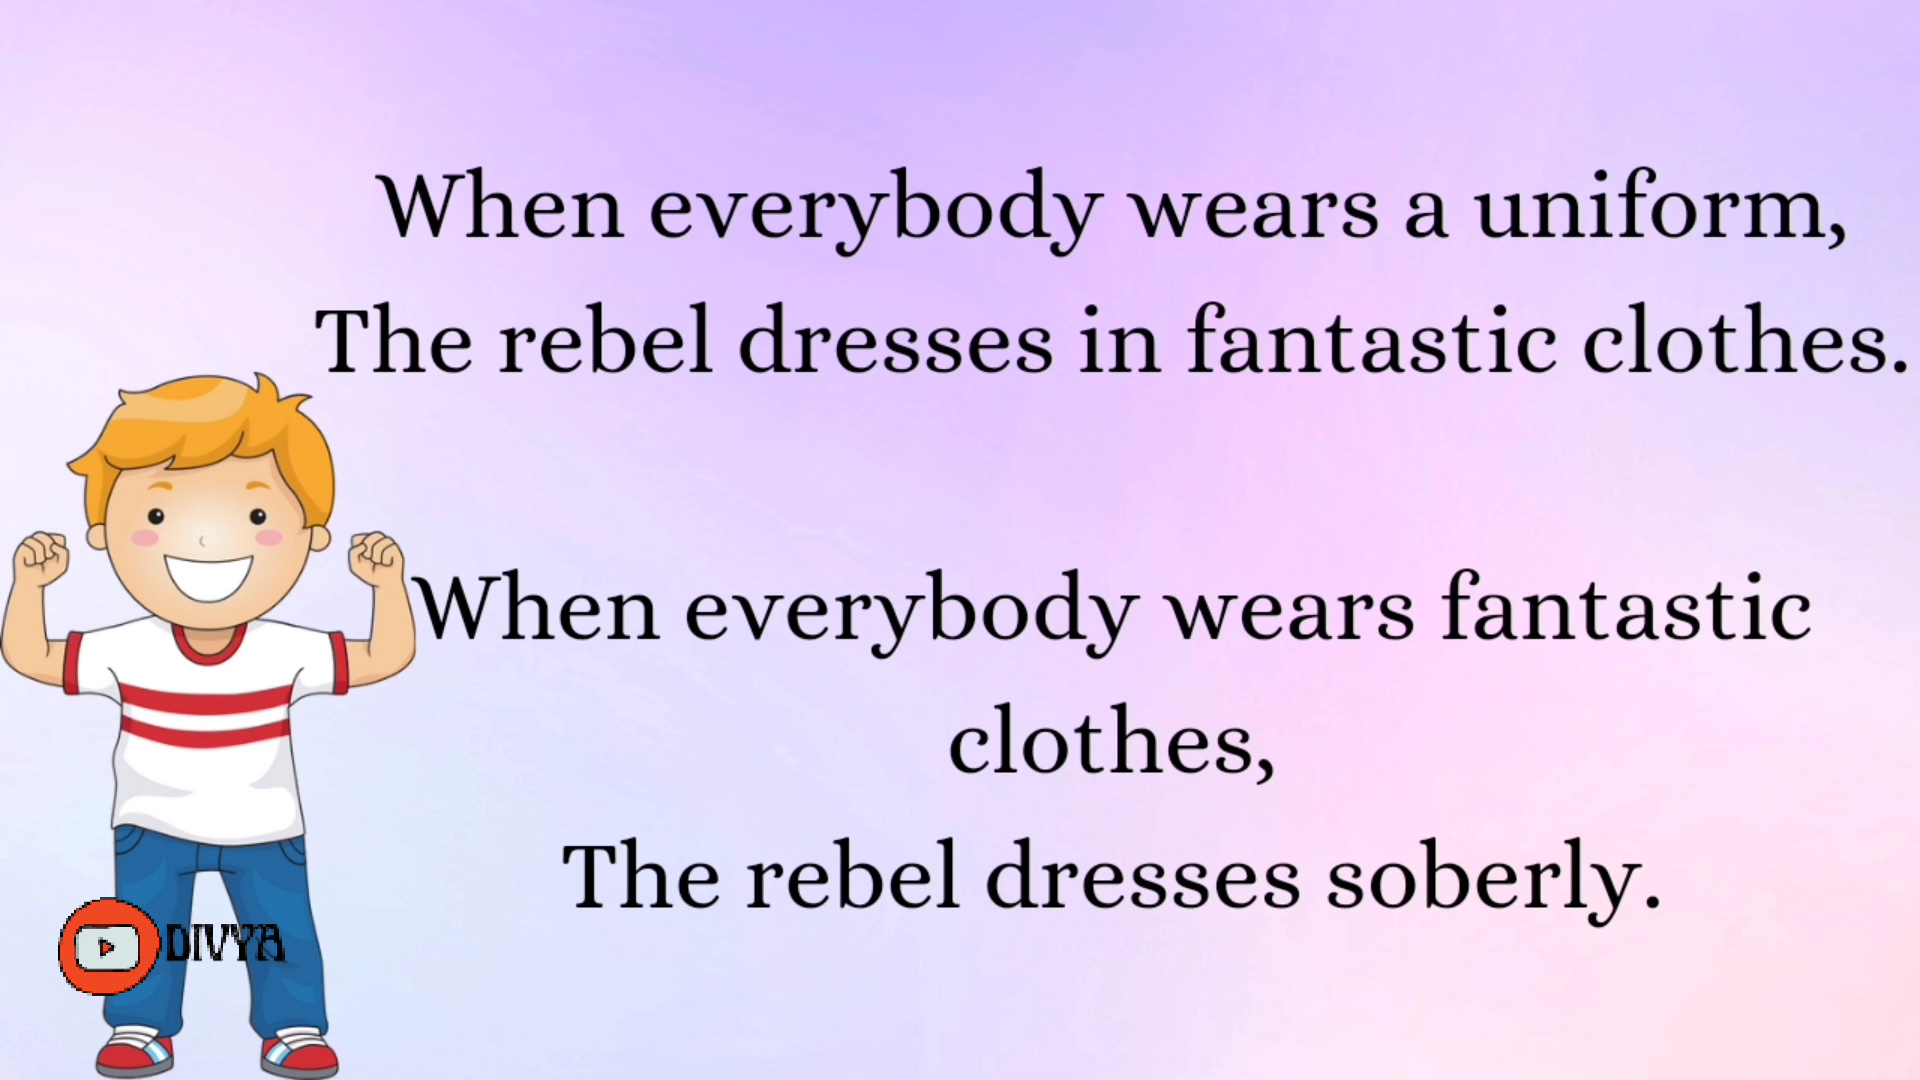 When everybody wears a uniform,
The rebel dresses in fantastic clothes.
When everybody wears fantastic
clothes,
The rebel dresses soberly.
DIVYA